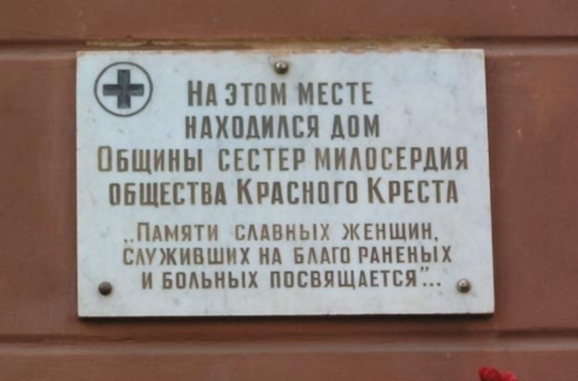 На этом месте
находился дом
Общины сестер милосердия
общества Красного Креста
„Памяти славных женщин,
служивших на благо раненых
и больных посвящается"...